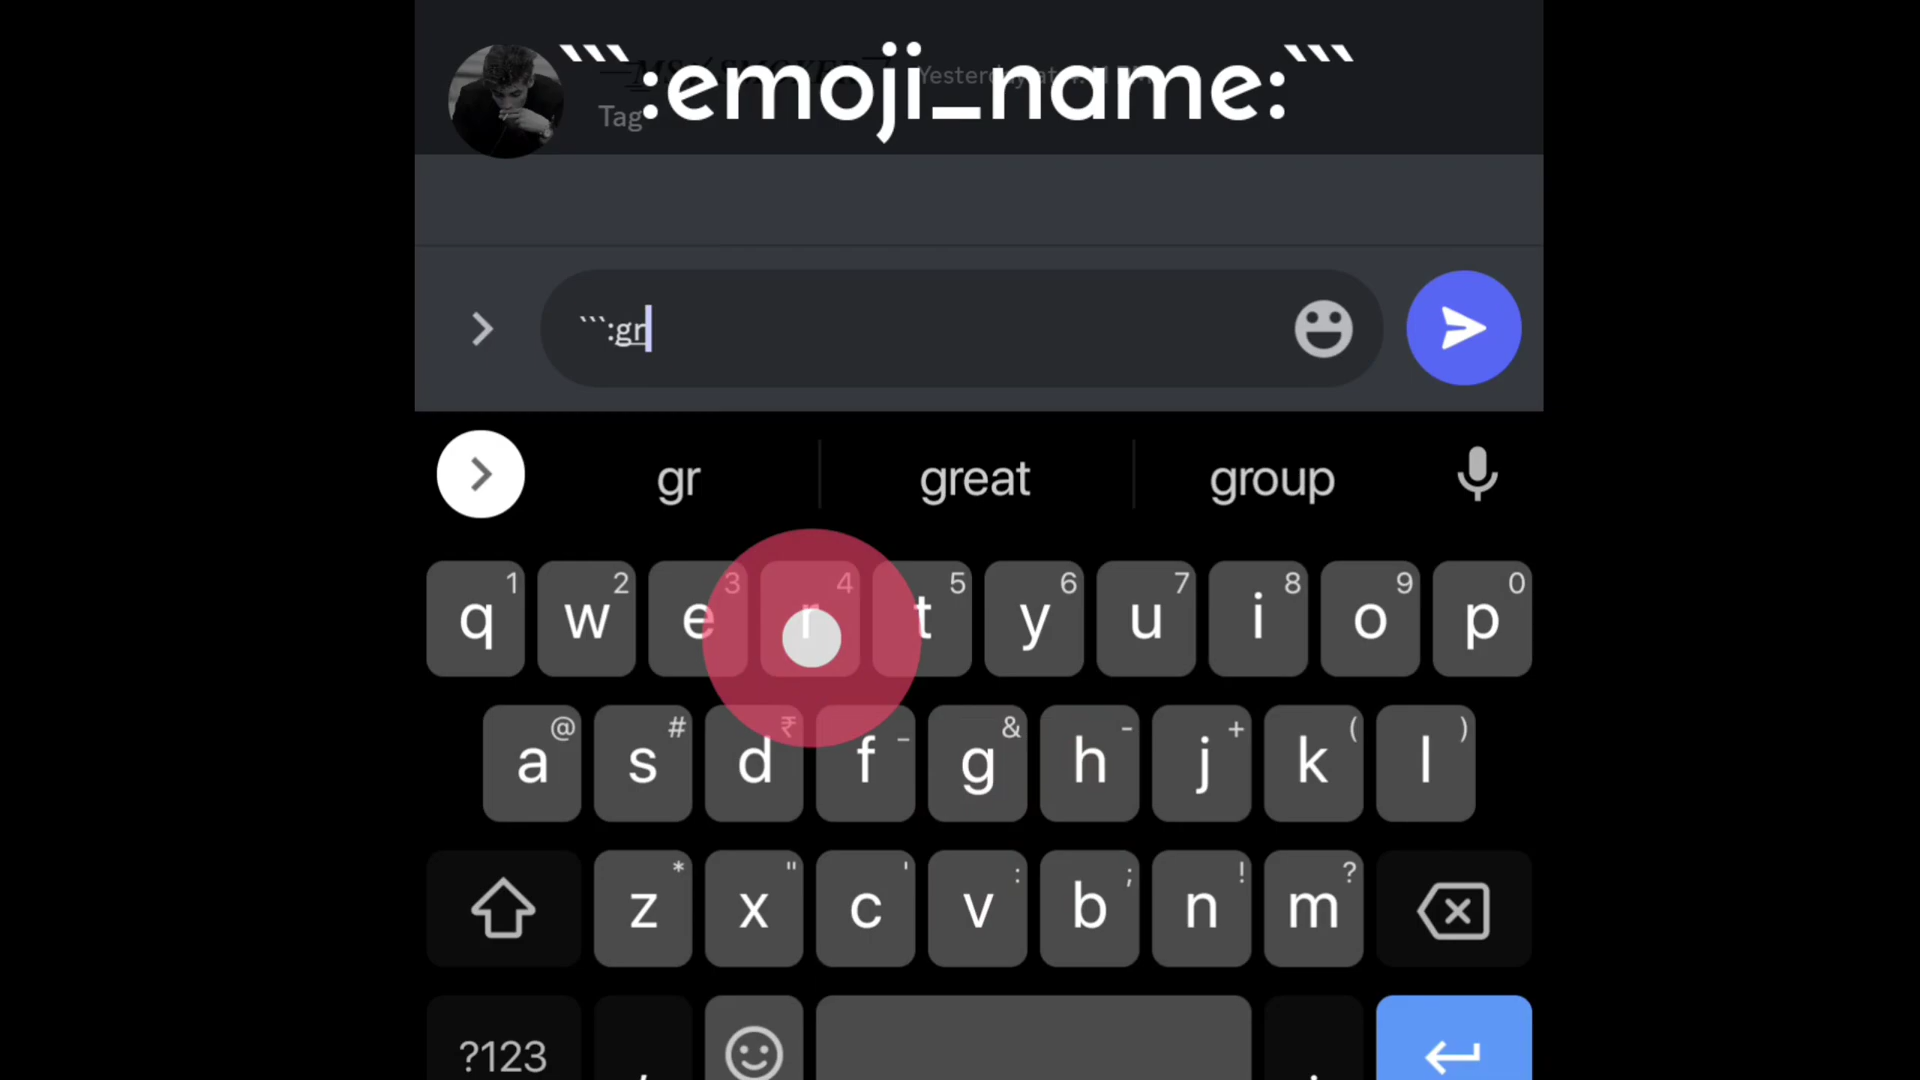 ```:emoji_name:```
Tag
```:gr
gr great group
1 2 3 4 5 6 7 8 9 0
q w e r t y u i o p
@ # ₹ _ & - + ( )
a s d f g h j k l
* " ' : ; ! ?
z x c v b n m
?123 , .